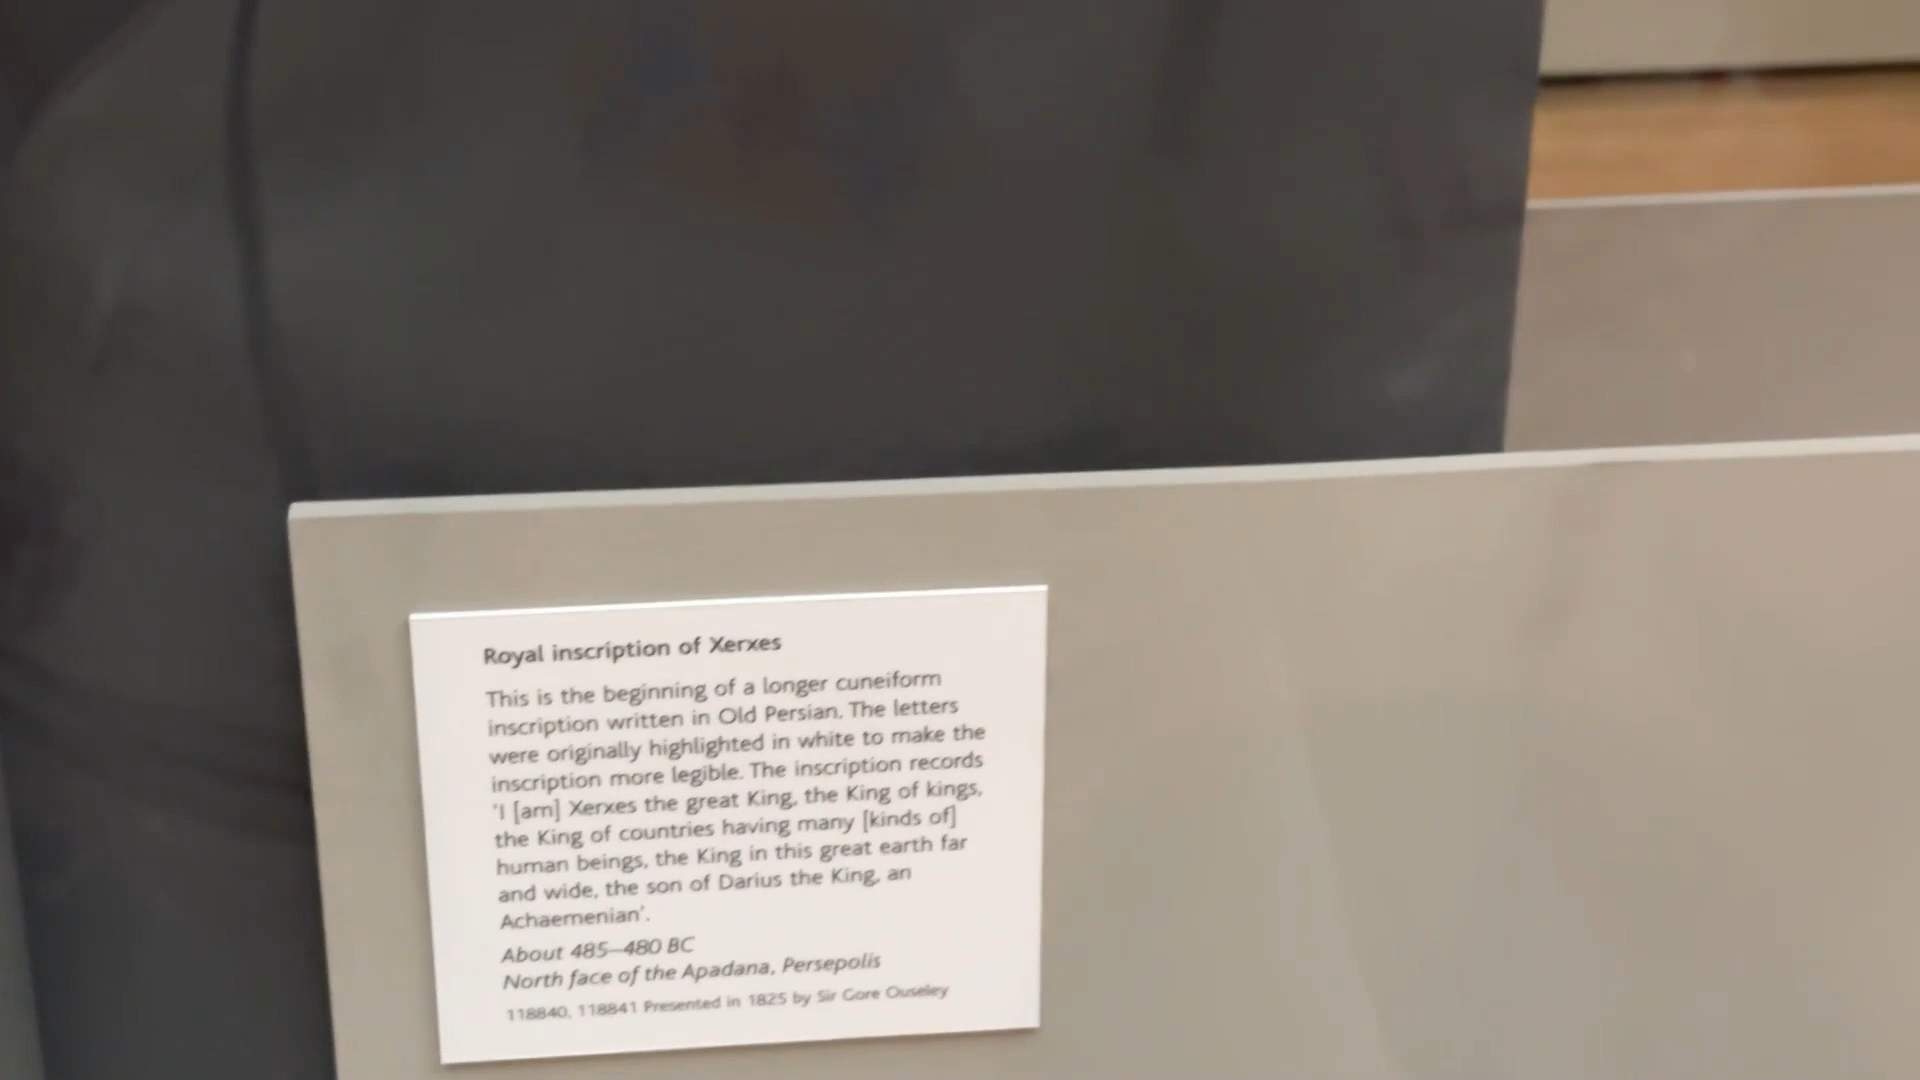 Royal inscription of Xerxes
This is the beginning of a longer cuneiform
inscription written in Old Persian. The letters
were originally highlighted in white to make the
inscription more legible. The inscription records
'I [am] Xerxes the great King, the King of kings,
the King of countries having many [kinds of]
human beings, the King in this great earth far
and wide, the son of Darius the King, an
Achaemenian'.
About 485–480 BC
North face of the Apadana, Persepolis
118840, 118841 Presented in 1825 by Sir Gore Ouseley